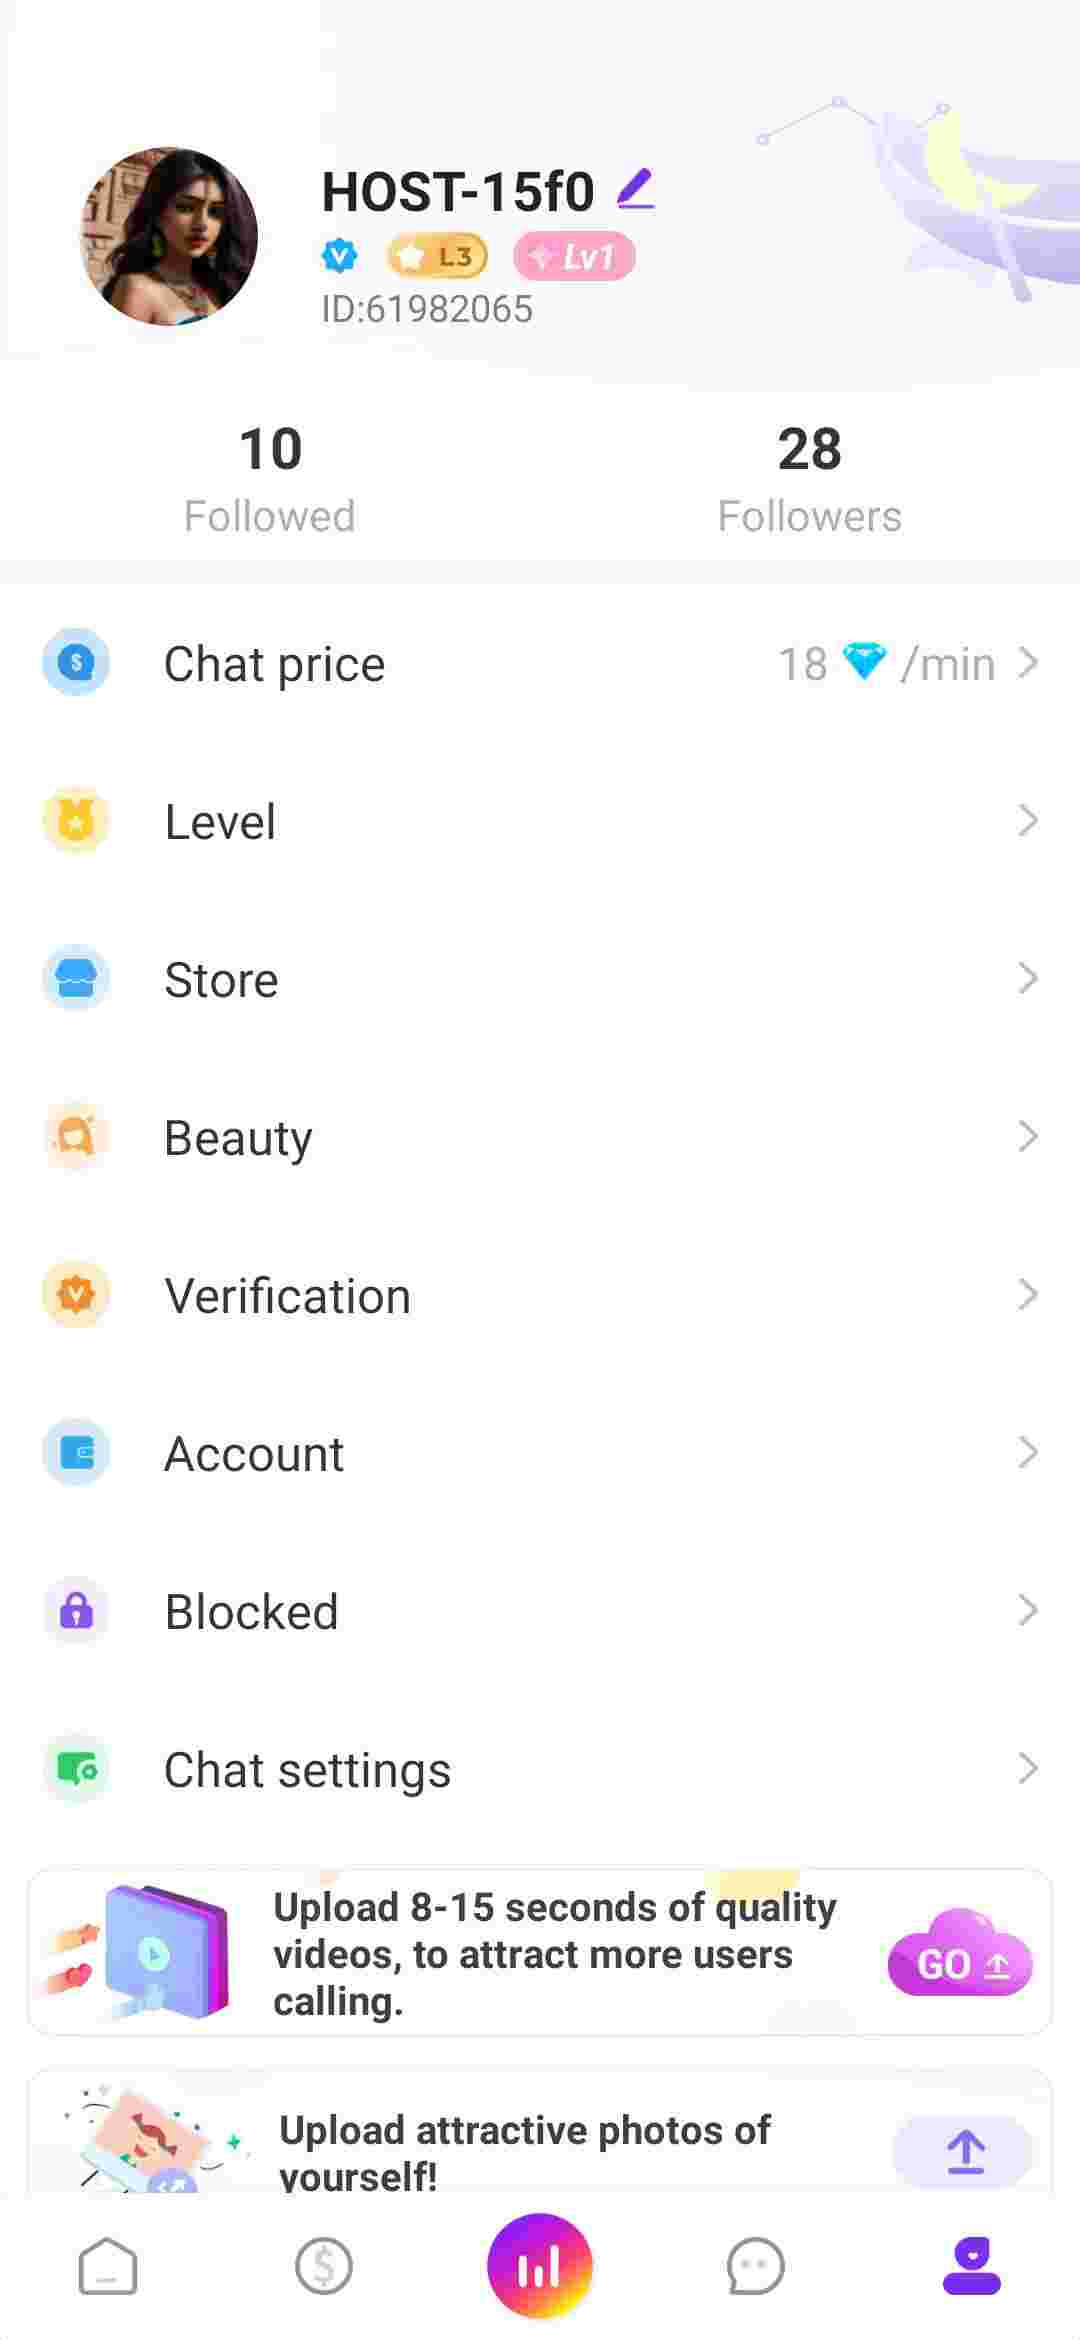 HOST-15f0
L3
Lv1
ID:61982065
10
28
Followed
Followers
Chat price
18 /min
Level
Store
Beauty
Verification
Account
Blocked
Chat settings
Upload 8-15 seconds of quality
videos, to attract more users
calling.
GO
Upload attractive photos of
yourself!